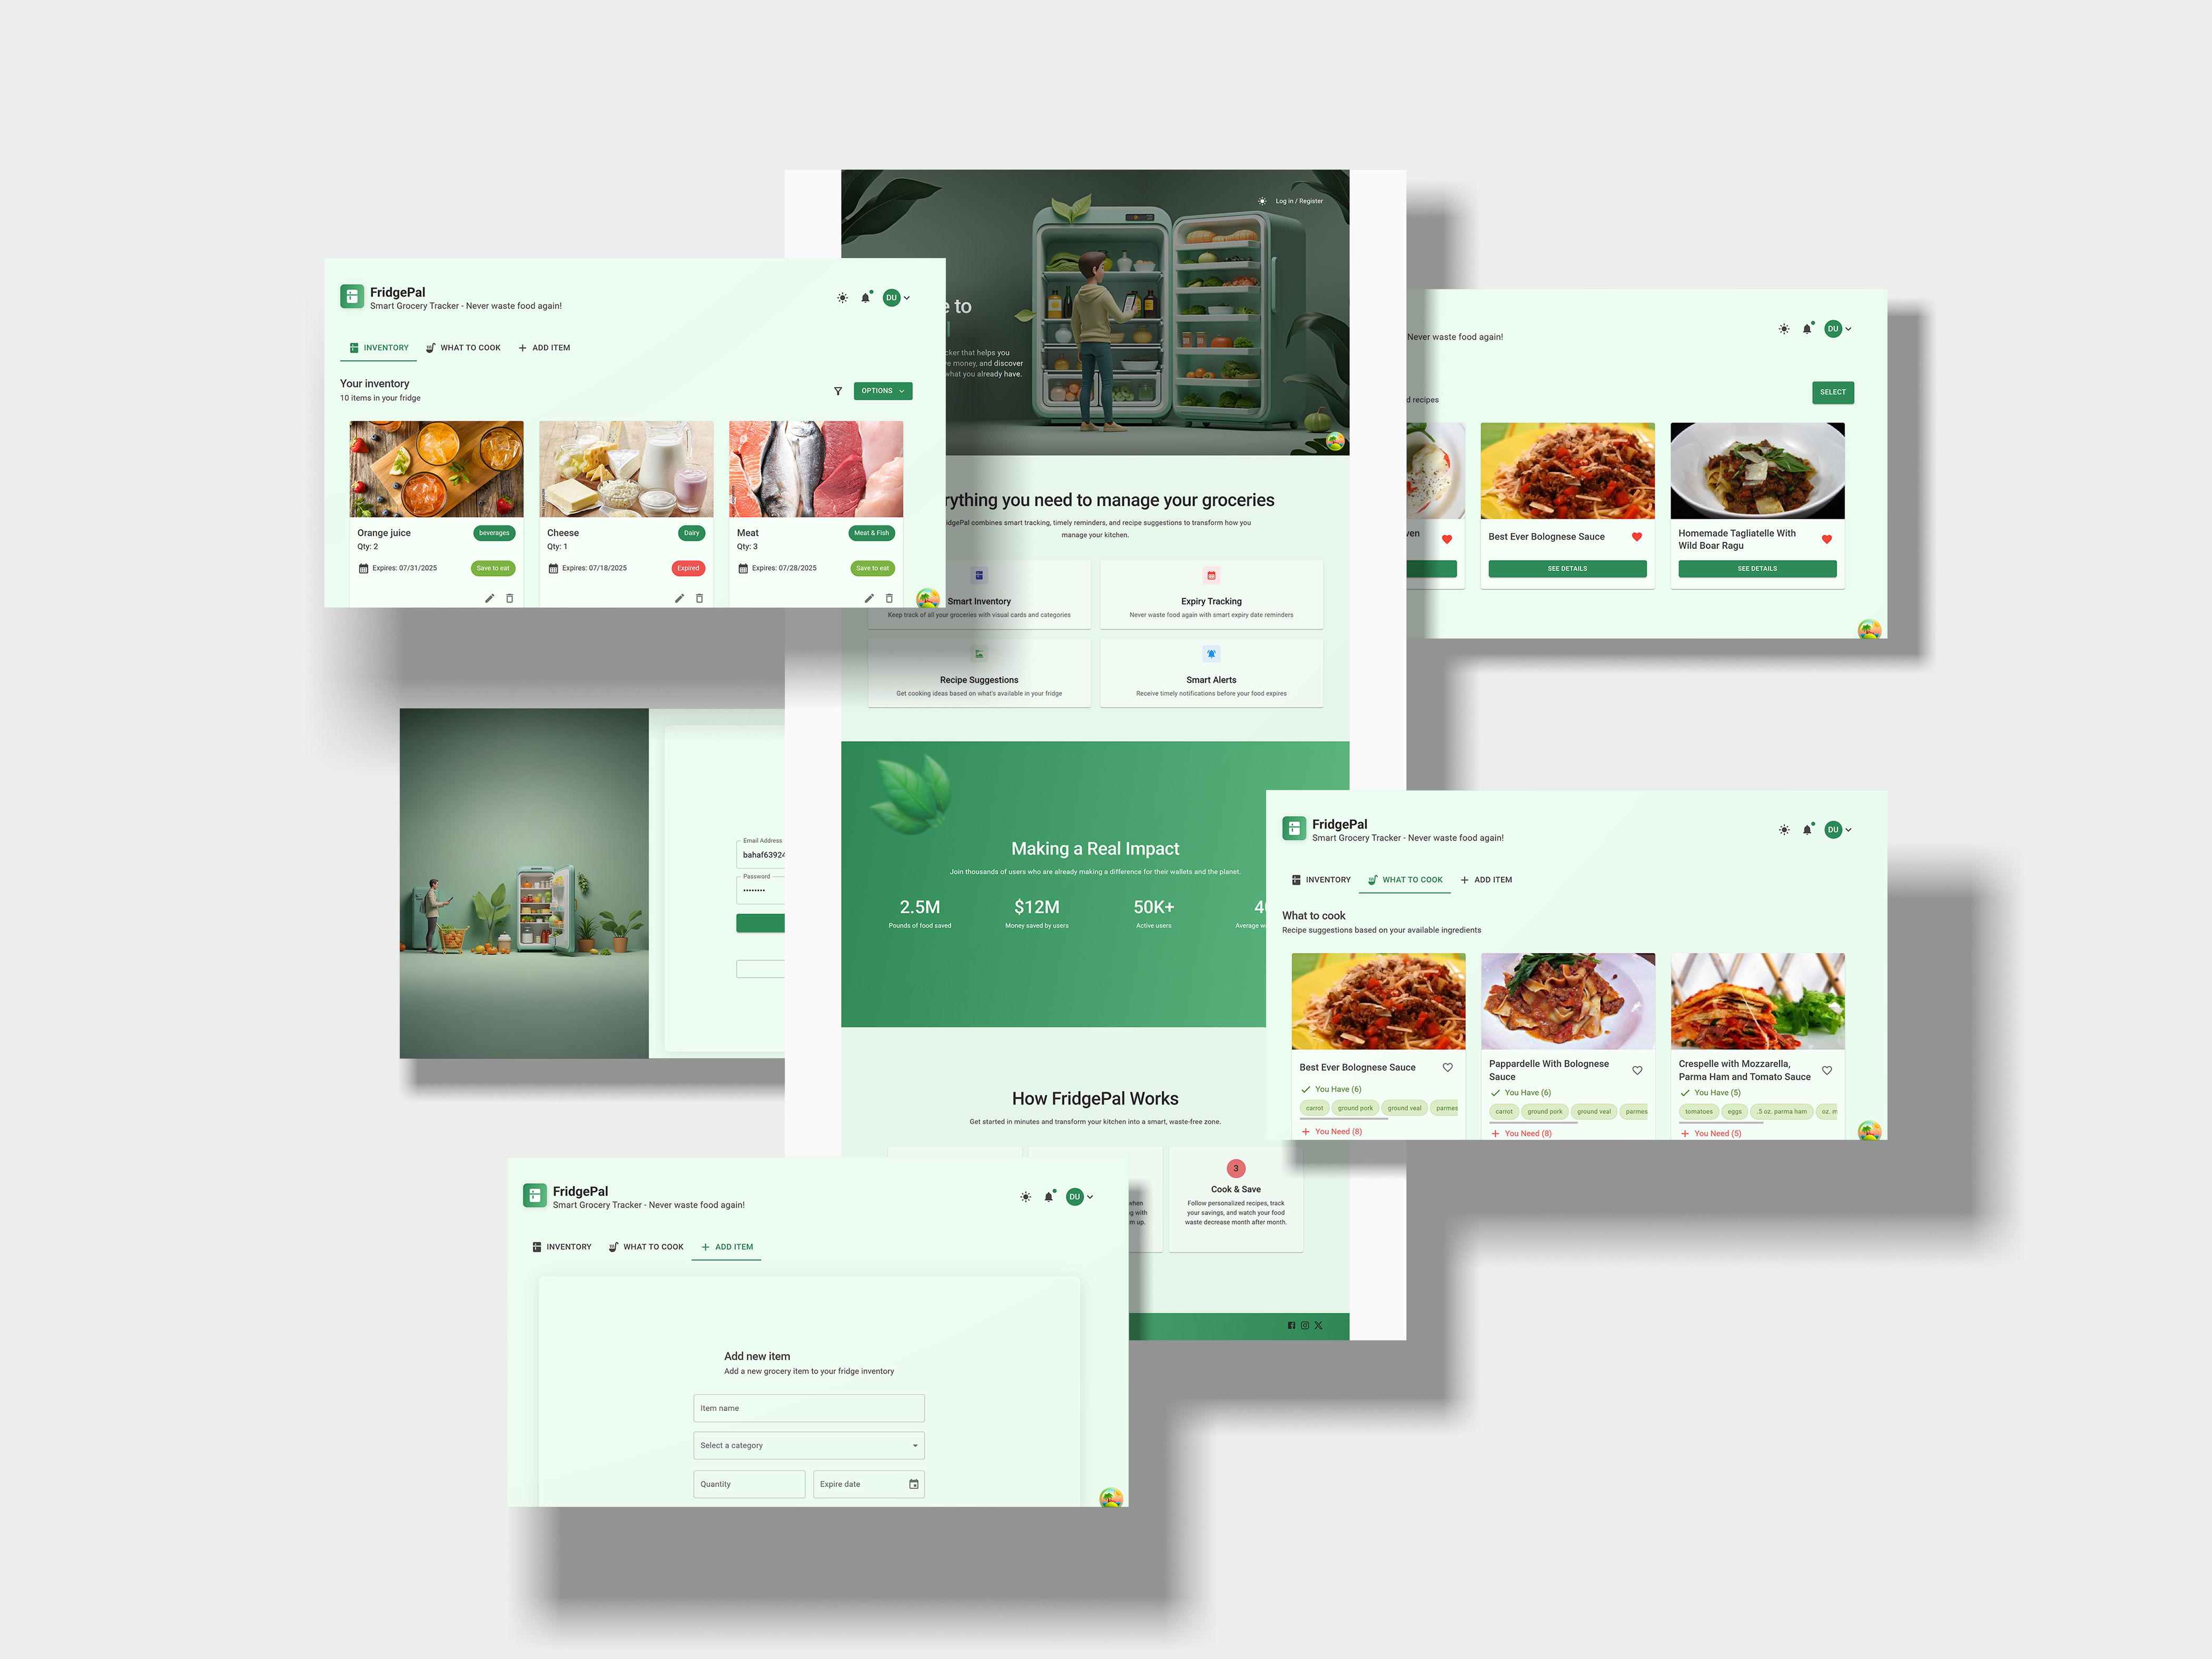 FridgePal
Smart Grocery Tracker - Never waste food again!
DU
INVENTORY
WHAT TO COOK
ADD ITEM
Your inventory
10 items in your fridge
OPTIONS
Orange juice
beverages
Qty: 2
Expires: 07/31/2025
Save to eat
Cheese
Dairy
Qty: 1
Expires: 07/18/2025
Expired
Meat
Meat & Fish
Qty: 3
Expires: 07/28/2025
Save to eat
Log in / Register
e to
cker that helps you
ve money, and discover
what you already have.
rything you need to manage your groceries
idgePal combines smart tracking, timely reminders, and recipe suggestions to transform how you
manage your kitchen.
Smart Inventory
Keep track of all your groceries with visual cards and categories
Expiry Tracking
Never waste food again with smart expiry date reminders
Recipe Suggestions
Get cooking ideas based on what's available in your fridge
Smart Alerts
Receive timely notifications before your food expires
Making a Real Impact
Join thousands of users who are already making a difference for their wallets and the planet.
2.5M
Pounds of food saved
$12M
Money saved by users
50K+
Active users
Average
How FridgePal Works
Get started in minutes and transform your kitchen into a smart, waste-free zone.
when
g with
m up.
3
Cook & Save
Follow personalized recipes, track
your savings, and watch your food
waste decrease month after month.
Never waste food again!
DU
d recipes
SELECT
ven
Best Ever Bolognese Sauce
SEE DETAILS
Homemade Tagliatelle With
Wild Boar Ragu
SEE DETAILS
Email Address
bahaf63924
Password
FridgePal
Smart Grocery Tracker - Never waste food again!
DU
INVENTORY
WHAT TO COOK
ADD ITEM
What to cook
Recipe suggestions based on your available ingredients
Best Ever Bolognese Sauce
You Have (6)
carrot
ground pork
ground veal
parmes
You Need (8)
Pappardelle With Bolognese
Sauce
You Have (6)
carrot
ground pork
ground veal
parmes
You Need (8)
Crespelle with Mozzarella,
Parma Ham and Tomato Sauce
You Have (5)
tomatoes
eggs
.5 oz. parma ham
oz. m
You Need (5)
FridgePal
Smart Grocery Tracker - Never waste food again!
DU
INVENTORY
WHAT TO COOK
ADD ITEM
Add new item
Add a new grocery item to your fridge inventory
Item name
Select a category
Quantity
Expire date